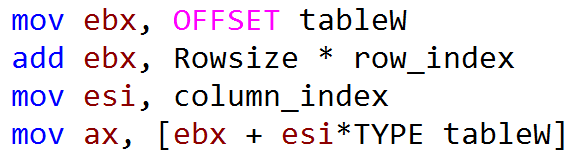 mov ebx, OFFSET tableW
add ebx, Rowsize * row_index
mov esi, column_index
mov ax, [ebx + esi*TYPE tableW]